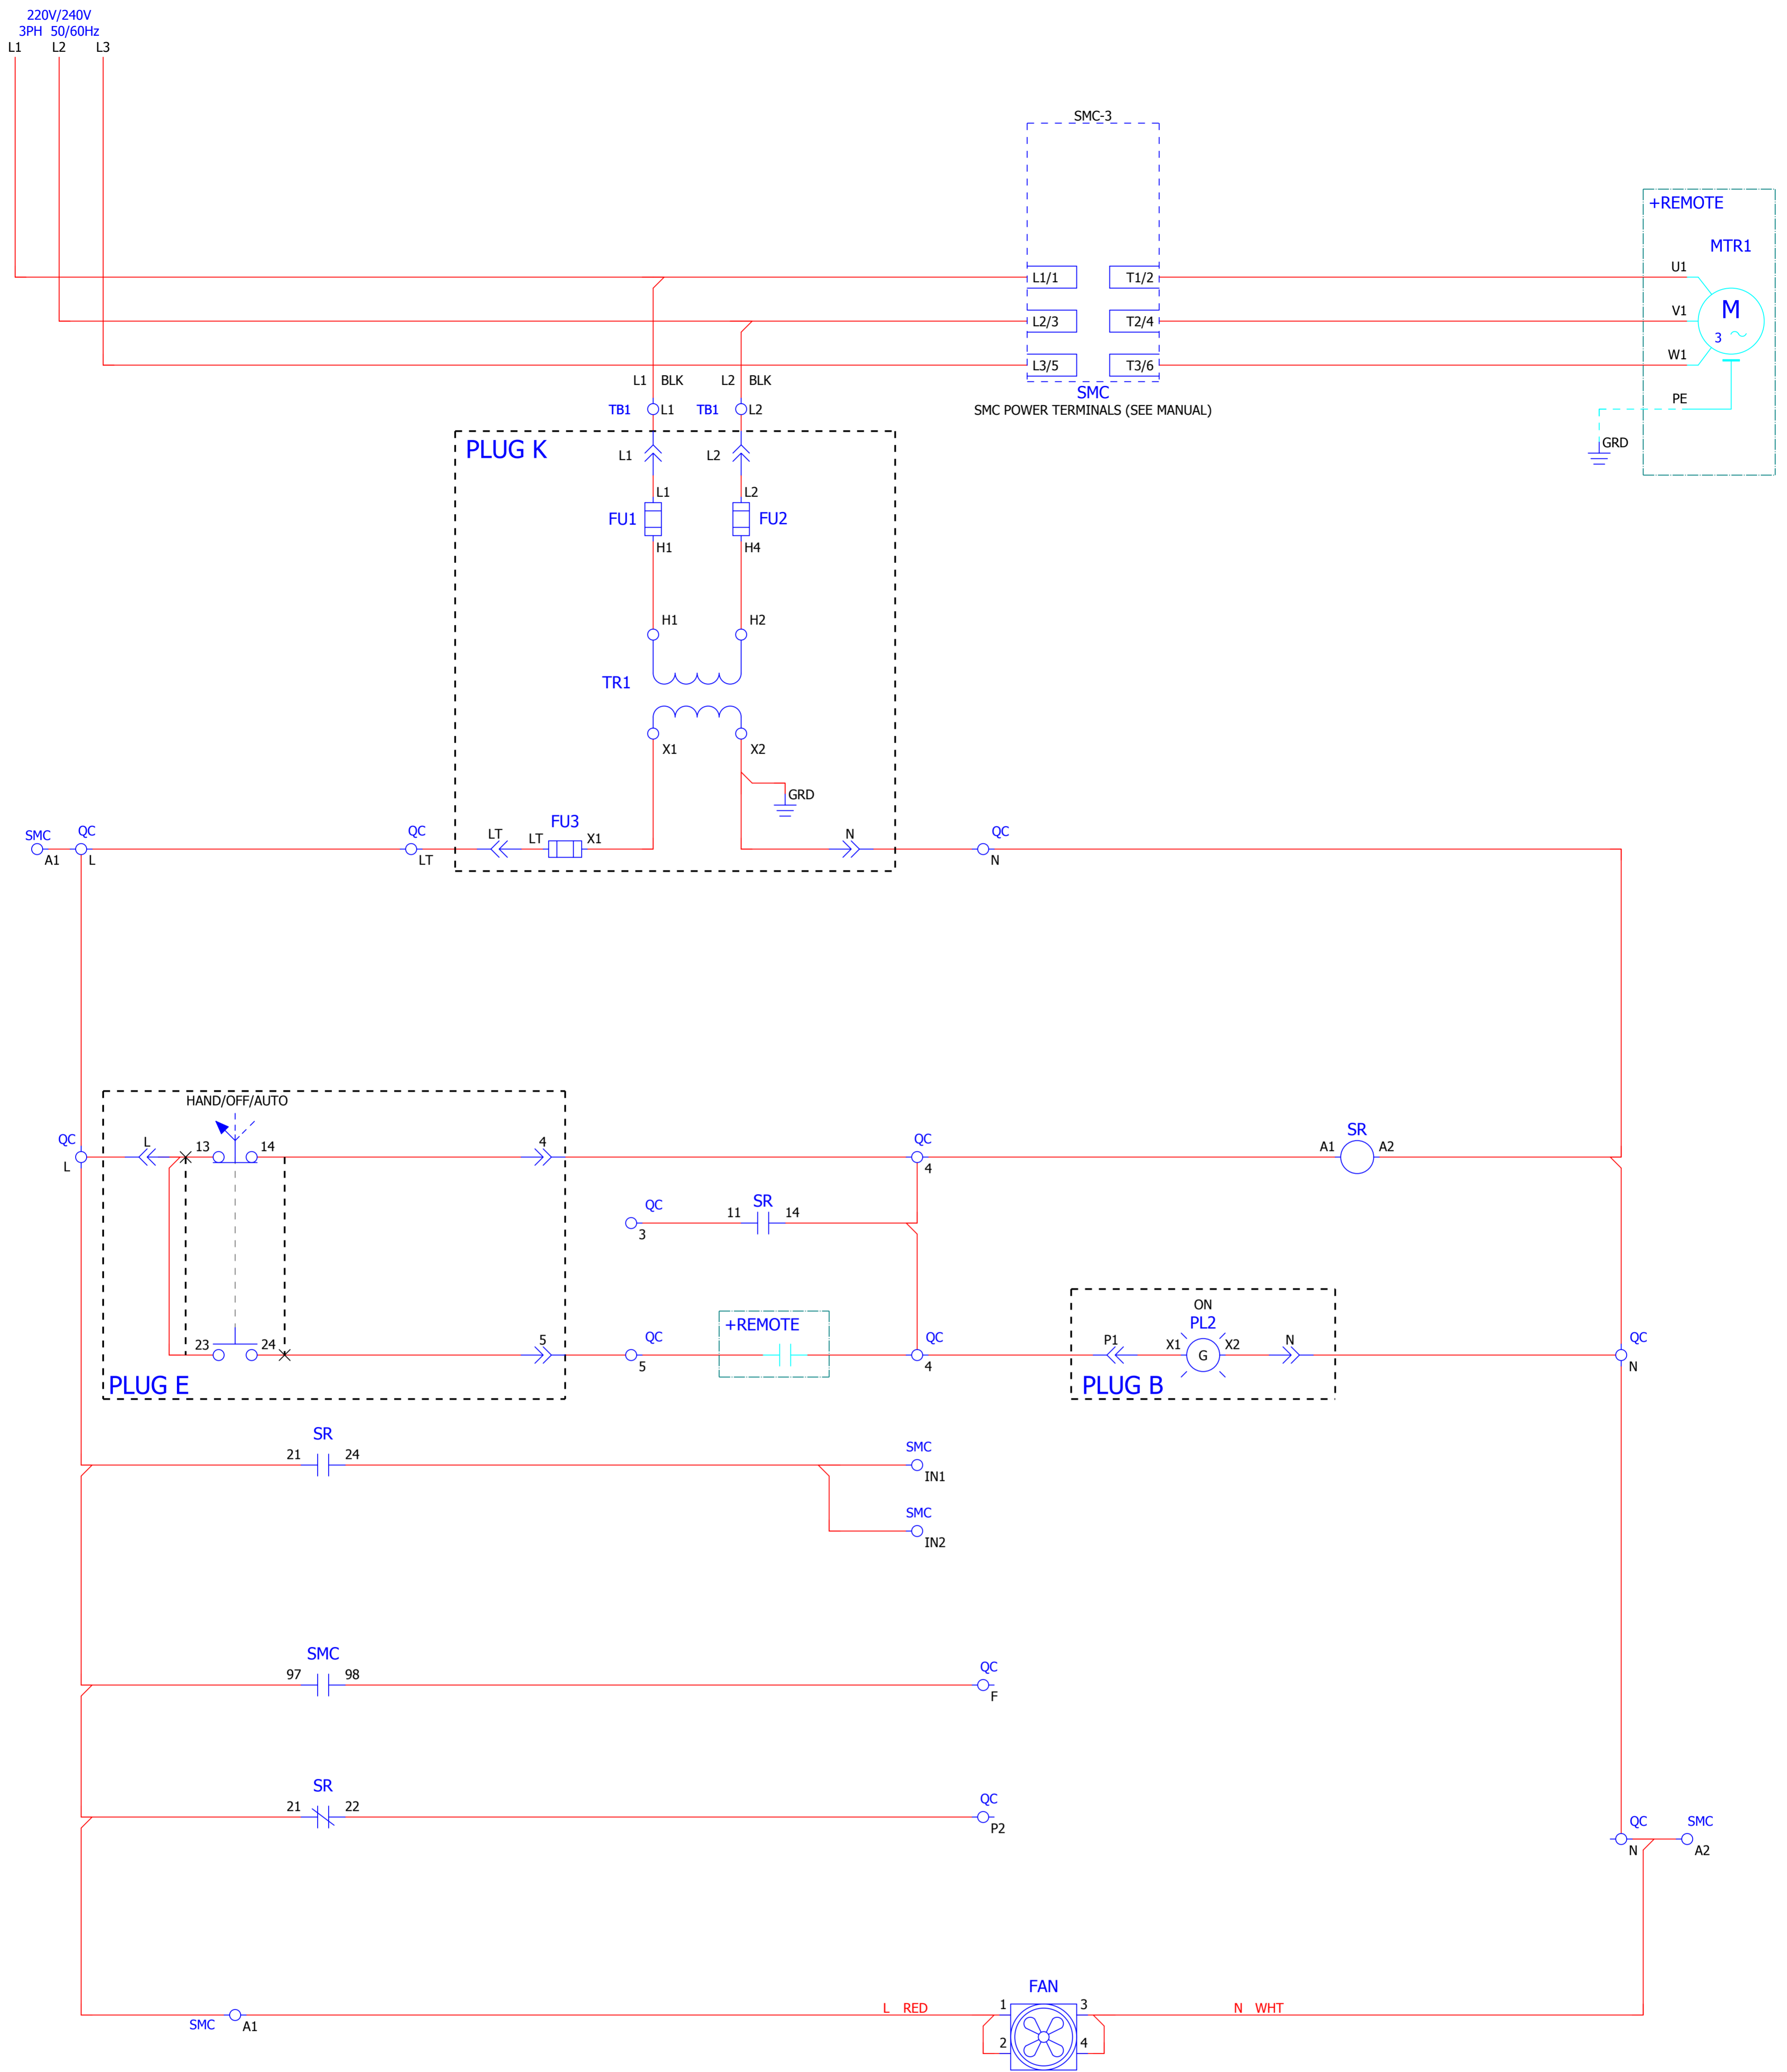 220V/240V
3PH 50/60Hz
L1 L2 L3
SMC-3
+REMOTE
MTR1
L1/1 T1/2 U1
M
3
L2/3 T2/4 V1
L3/5 T3/6 W1
SMC
SMC POWER TERMINALS (SEE MANUAL)
PE
GRD
L1 BLK L2 BLK
TB1 L1 TB1 L2
PLUG K
L1 L2
L1 L2
FU1 FU2
H1 H4
H1 H2
TR1
X1 X2
GRD
FU3
SMC QC QC LT LT X1 N QC
A1 L LT N
HAND/OFF/AUTO
QC L 13 14 4 QC A1 SR A2
L 4
QC 11 SR 14
3
+REMOTE
ON
PL2
23 24 5 QC QC P1 X1 G X2 N QC
5 4 N
PLUG E
PLUG B
SR
21 24 SMC
IN1
SMC
IN2
SMC
97 98 QC
F
SR
21 22 QC
P2
QC SMC
N A2
FAN
L RED 1 3 N WHT
SMC A1
2 4